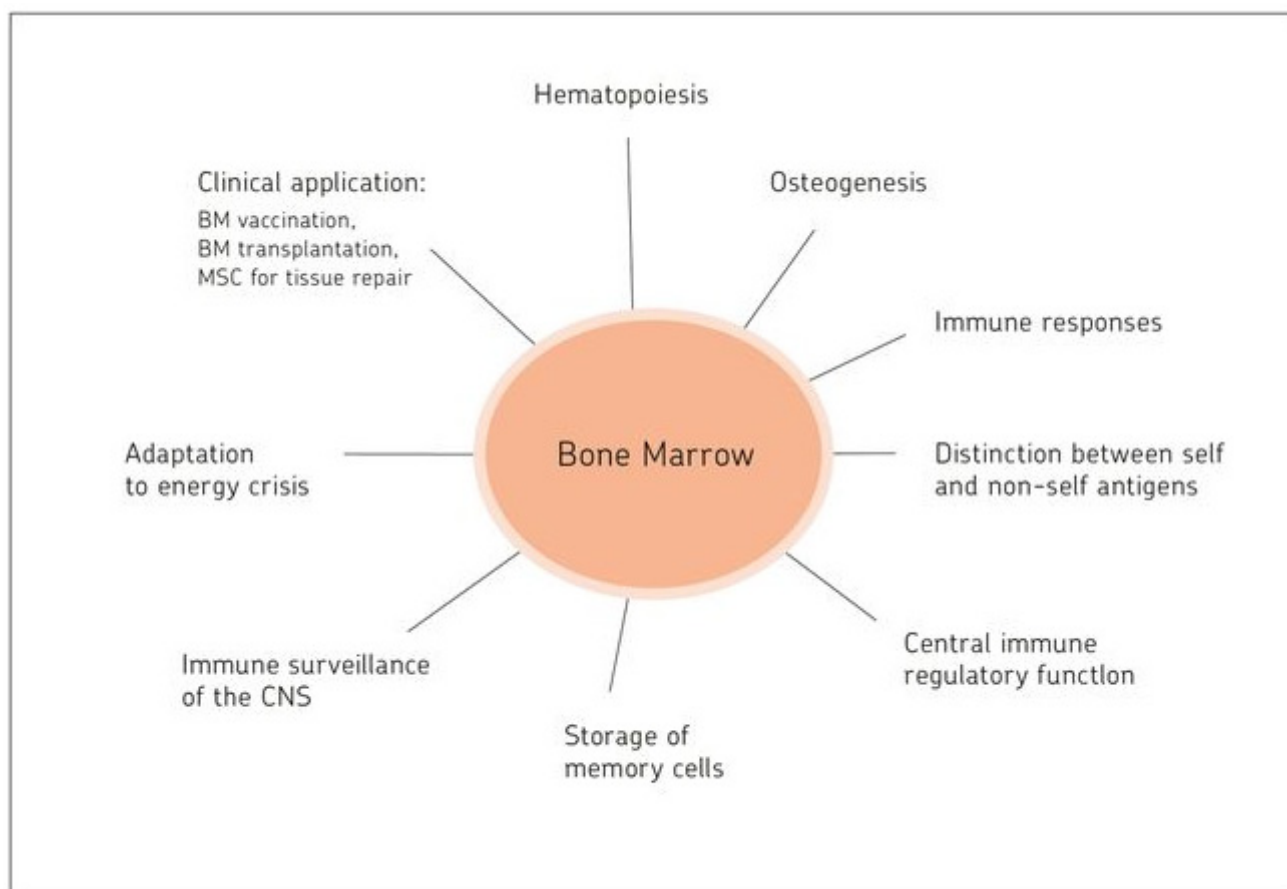 Hematopoiesis
Clinical application:
BM vaccination,
BM transplantation,
MSC for tissue repair
Osteogenesis
Immune responses
Bone Marrow
Adaptation
to energy crisis
Distinction between self
and non-self antigens
Immune surveillance
of the CNS
Central immune
regulatory functlon
Storage of
memory cells